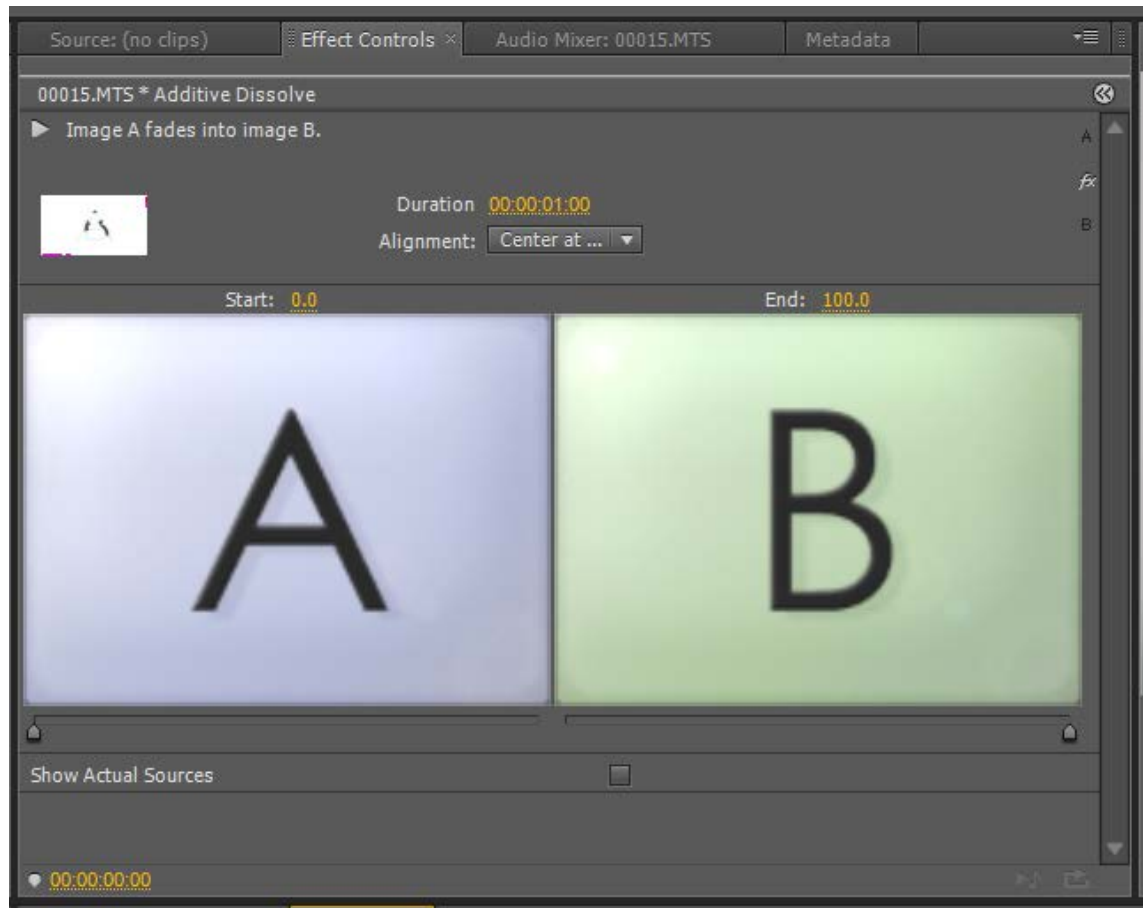 Source: (no clips) Effect Controls × Audio Mixer: 00015.MTS Metadata
00015.MTS * Additive Dissolve
Image A fades into image B.
A
fx
Duration 00:00:01:00
B
Alignment: Center at ...
Start: 0.0 End: 100.0
A B
Show Actual Sources
00:00:00:00